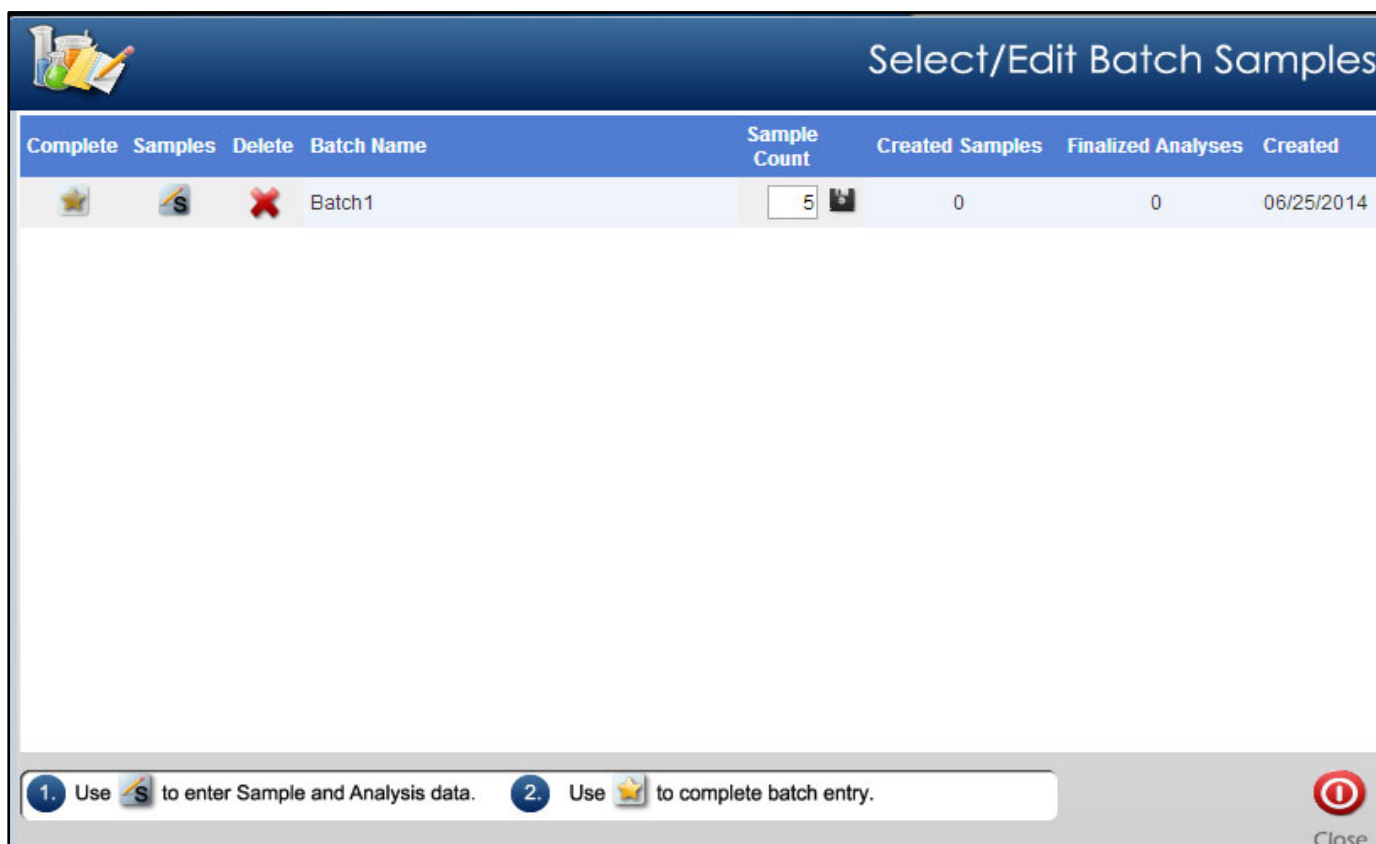 Select/Edit Batch Samples
Complete Samples Delete Batch Name Sample Count Created Samples Finalized Analyses Created
S Batch1 5 0 0 06/25/2014
1. Use S to enter Sample and Analysis data. 2. Use to complete batch entry.
Close